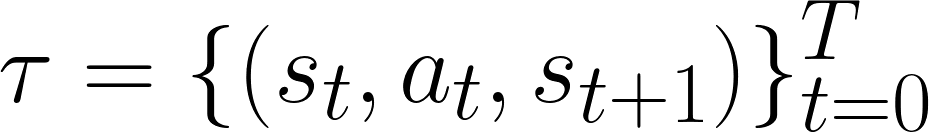 τ = {(s_t, a_t, s_{t+1})}_{t=0}^{T}